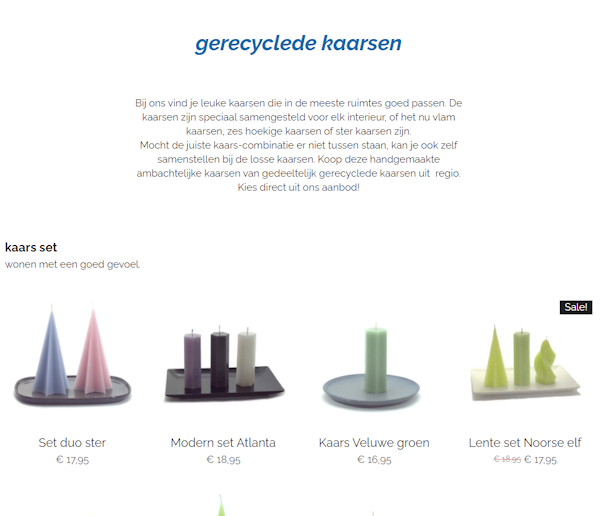 gerecyclede kaarsen
Bij ons vind je leuke kaarsen die in de meeste ruimtes goed passen. De
kaarsen zijn speciaal samengesteld voor elk interieur, of het nu vlam
kaarsen, zes hoekige kaarsen of ster kaarsen zijn.
Mocht de juiste kaars-combinatie er niet tussen staan, kan je ook zelf
samenstellen bij de losse kaarsen. Koop deze handgemaakte
ambachtelijke kaarsen van gedeeltelijk gerecyclede kaarsen uit regio.
Kies direct uit ons aanbod!
kaars set
wonen met een goed gevoel.
Sale!
Set duo ster
€ 17,95
Modern set Atlanta
€ 18,95
Kaars Veluwe groen
€ 16,95
Lente set Noorse elf
€ 18,95 € 17,95